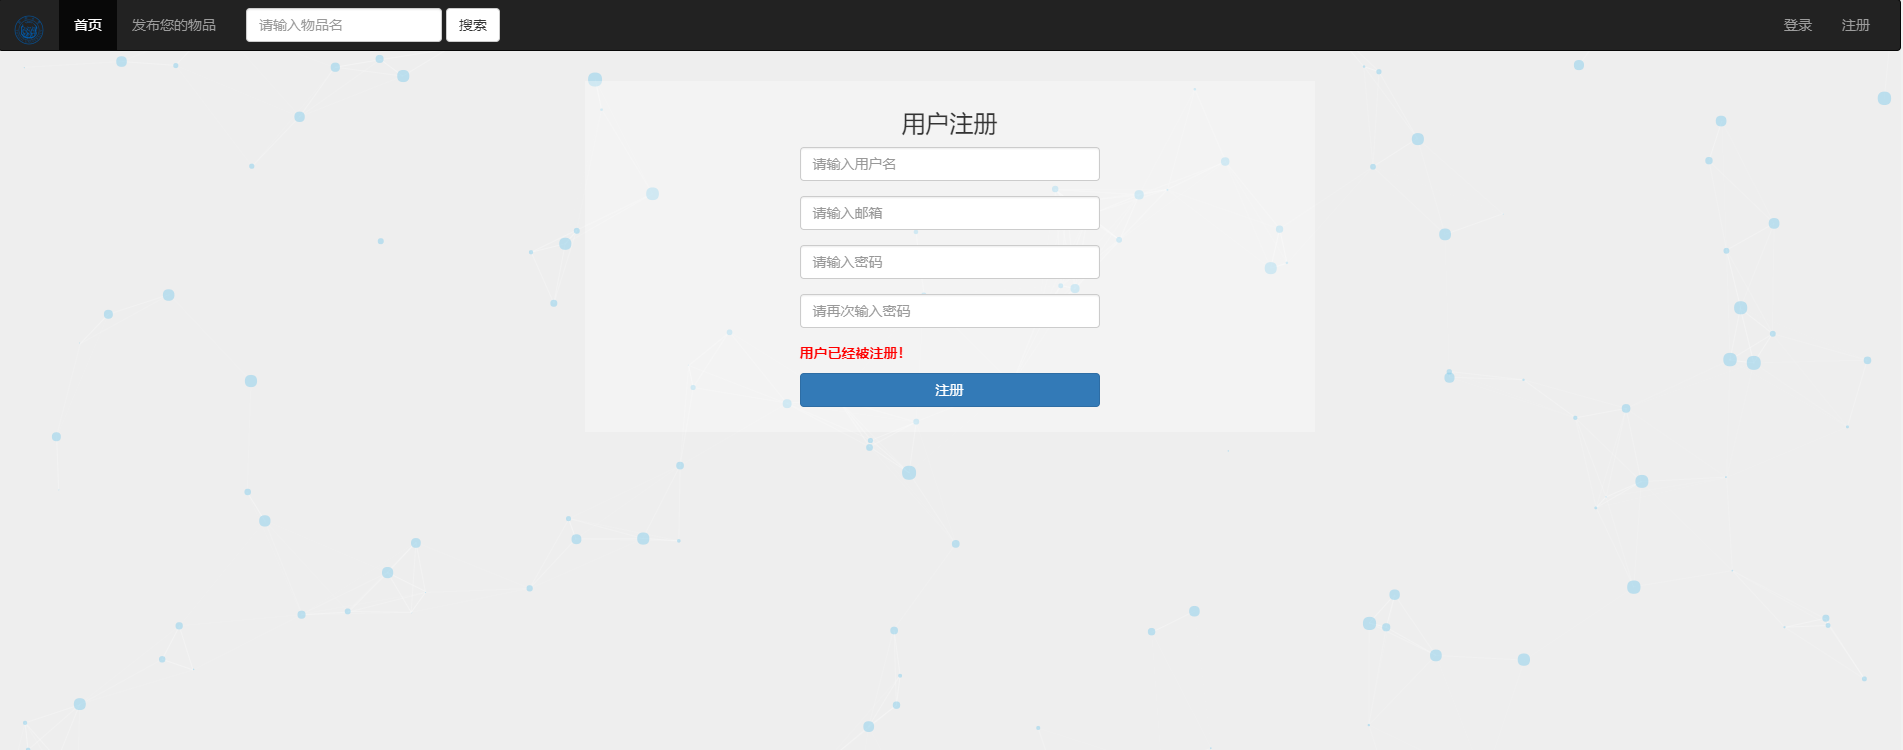 首页
发布您的物品
请输入物品名
搜索
登录
注册
用户注册
请输入用户名
请输入邮箱
请输入密码
请再次输入密码
用户已经被注册！
注册